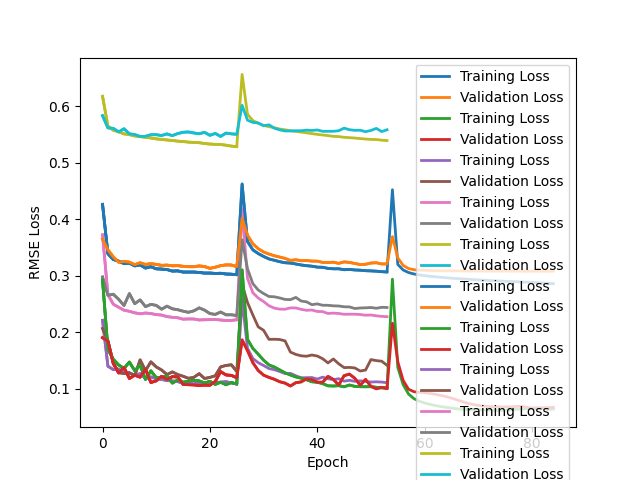 RMSE Loss
0.6
0.5
0.4
0.3
0.2
0.1
0
20
40
60
80
Epoch
Training Loss
Validation Loss
Training Loss
Validation Loss
Training Loss
Validation Loss
Training Loss
Validation Loss
Training Loss
Validation Loss
Training Loss
Validation Loss
Training Loss
Validation Loss
Training Loss
Validation Loss
Training Loss
Validation Loss
Training Loss
Validation Loss